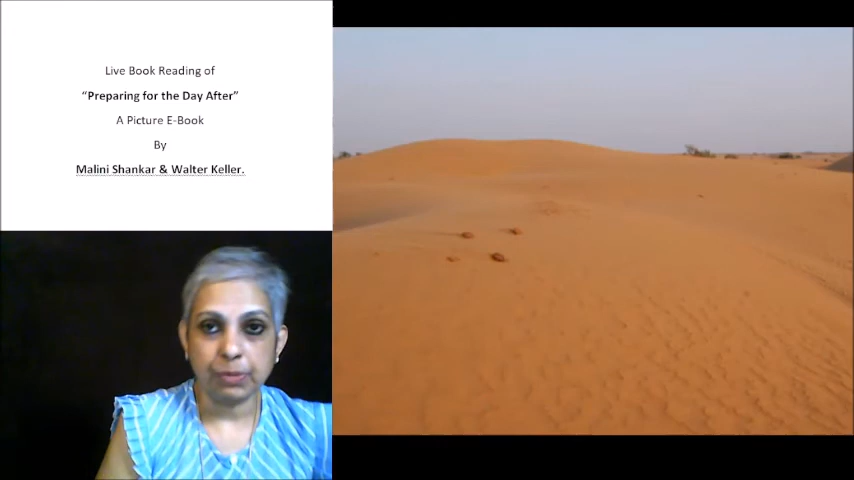 Live Book Reading of
“Preparing for the Day After”
A Picture E-Book
By
Malini Shankar & Walter Keller.